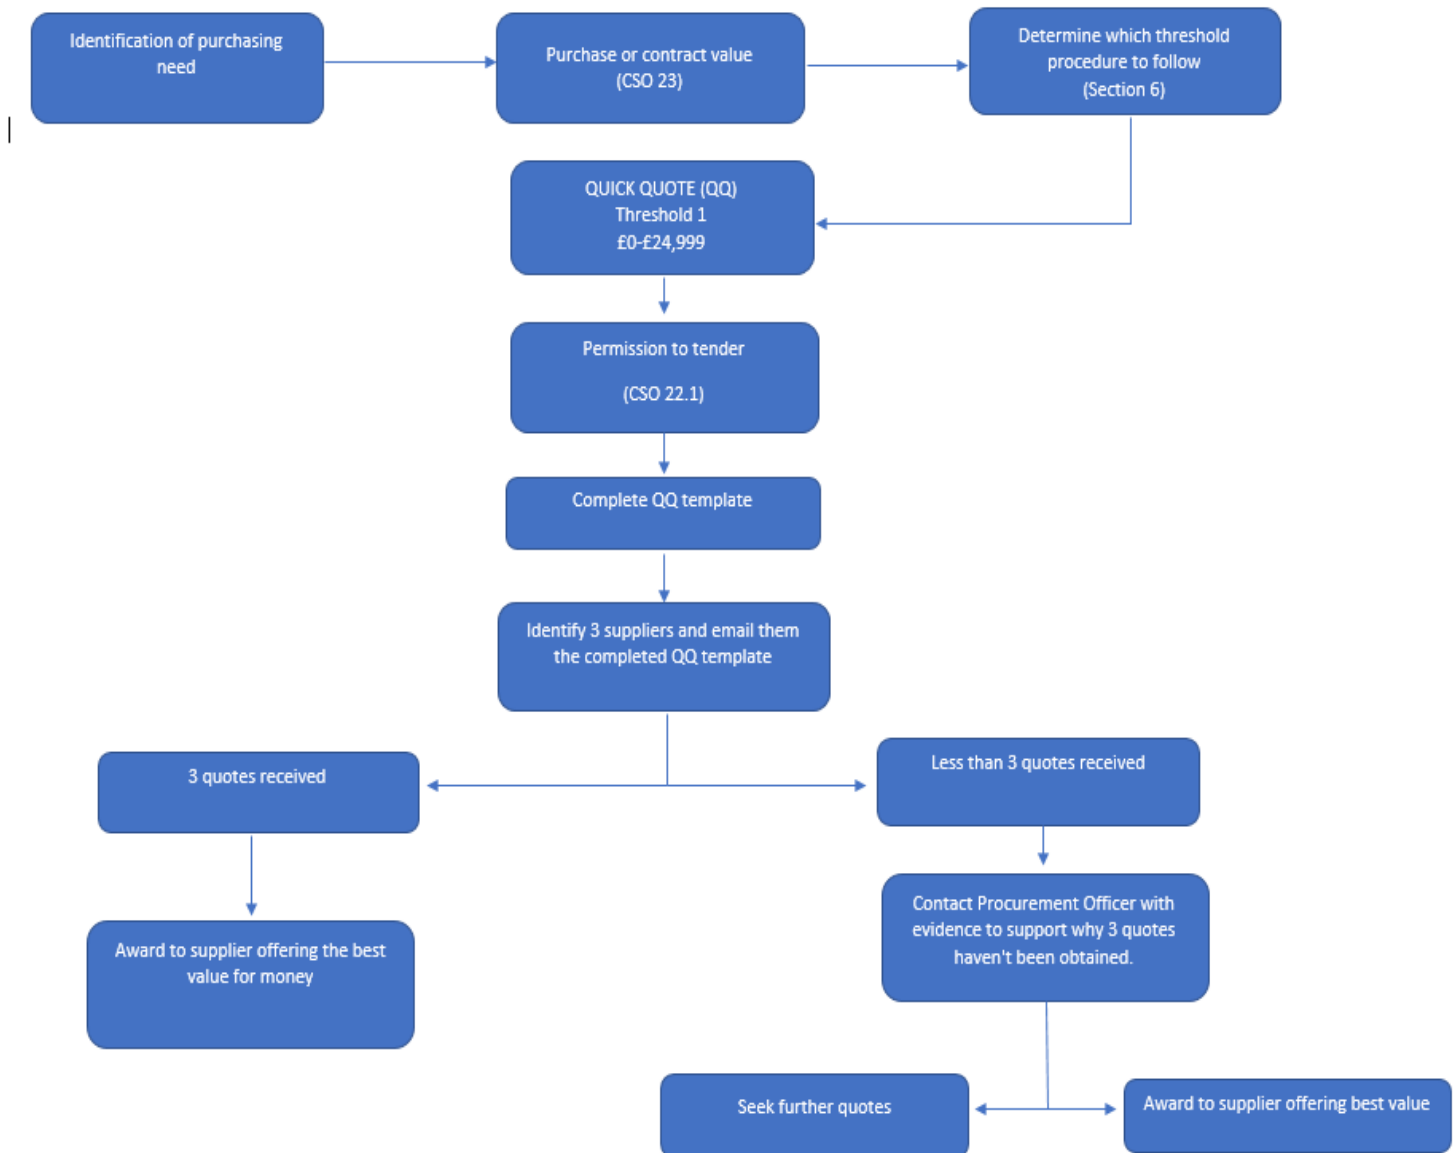 Identification of purchasing
need
Purchase or contract value
(CSO 23)
Determine which threshold
procedure to follow
(Section 6)
QUICK QUOTE (QQ)
Threshold 1
£0-£24,999
Permission to tender
(CSO 22.1)
Complete QQ template
Identify 3 suppliers and email them
the completed QQ template
3 quotes received
Less than 3 quotes received
Award to supplier offering the best
value for money
Contact Procurement Officer with
evidence to support why 3 quotes
haven't been obtained.
Seek further quotes
Award to supplier offering best value